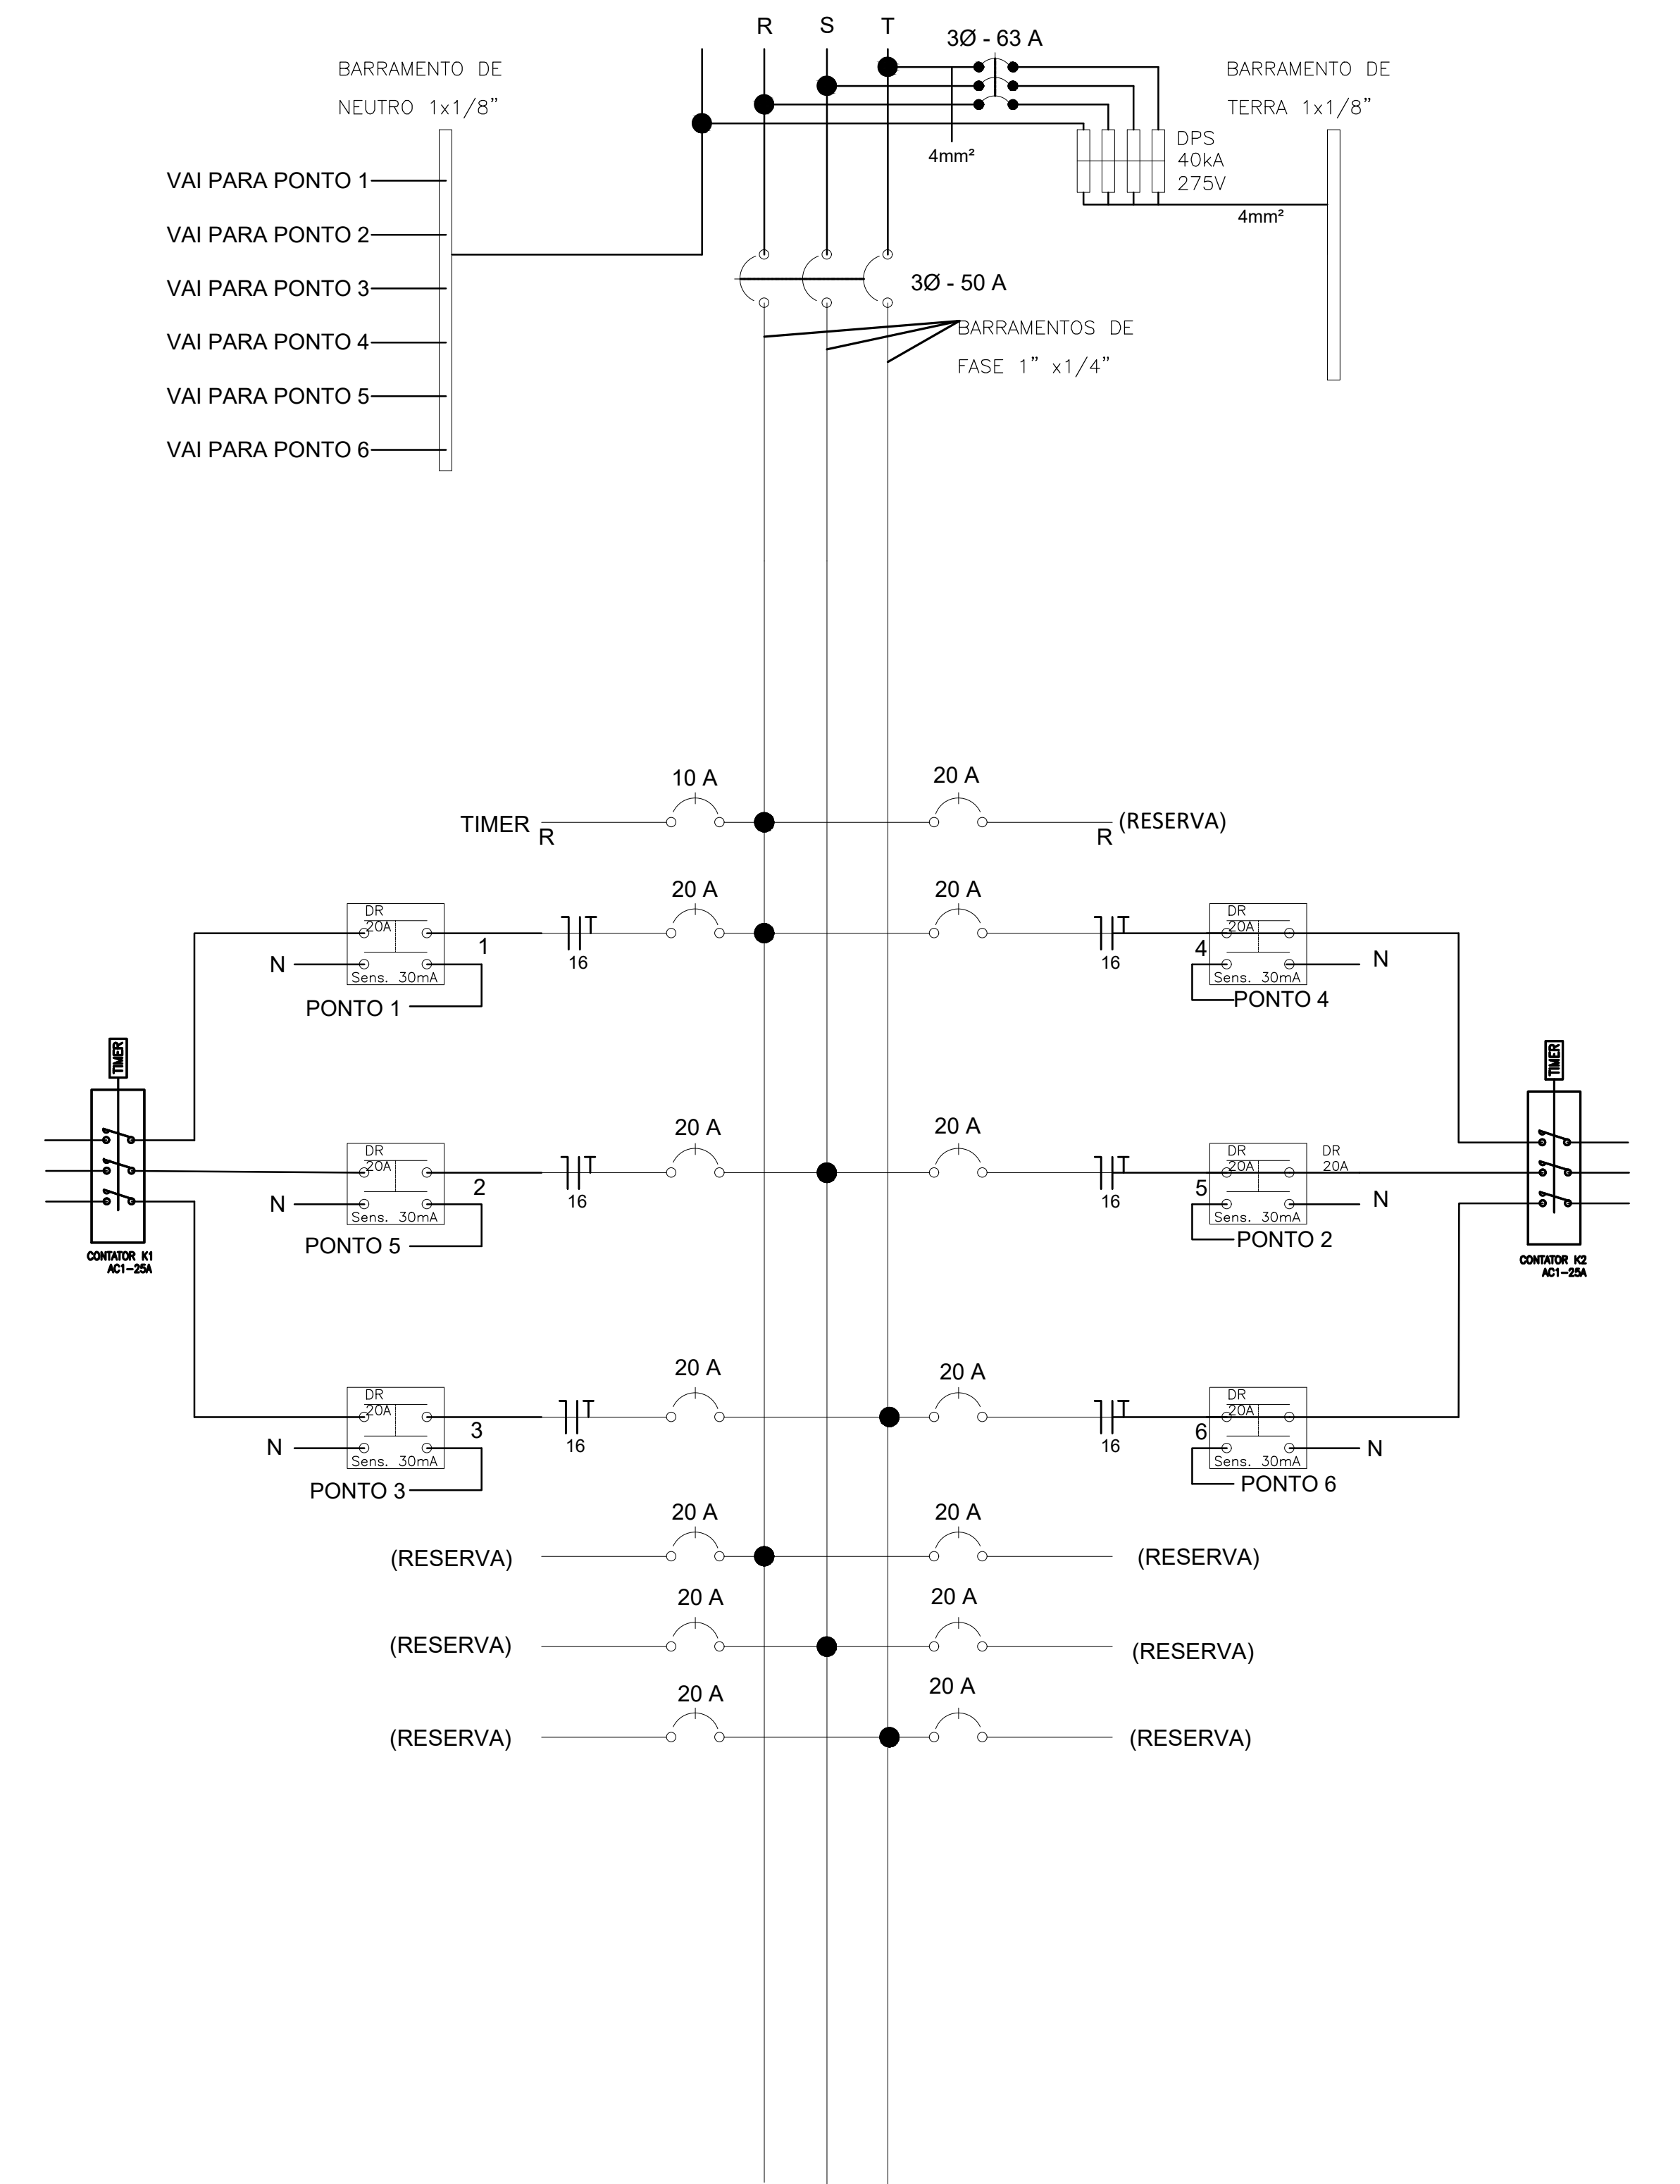 R
S
T
3Ø - 63 A
BARRAMENTO DE
NEUTRO 1x1/8”
BARRAMENTO DE
TERRA 1x1/8”
4mm²
DPS
40kA
275V
4mm²
VAI PARA PONTO 1
VAI PARA PONTO 2
VAI PARA PONTO 3
VAI PARA PONTO 4
VAI PARA PONTO 5
VAI PARA PONTO 6
3Ø - 50 A
BARRAMENTOS DE
FASE 1” x1/4”
10 A
20 A
TIMER
R
R
(RESERVA)
20 A
20 A
DR
20A
1
T
16
N
Sens. 30mA
PONTO 1
T
16
DR
20A
4
N
Sens. 30mA
PONTO 4
TIMER
CONTATOR K1
AC1-25A
20 A
20 A
DR
20A
2
T
16
N
Sens. 30mA
PONTO 5
T
16
DR
20A
DR
20A
5
N
Sens. 30mA
PONTO 2
TIMER
CONTATOR K2
AC1-25A
20 A
20 A
DR
20A
3
T
16
N
Sens. 30mA
PONTO 3
T
16
DR
20A
6
N
Sens. 30mA
PONTO 6
20 A
20 A
(RESERVA)
(RESERVA)
20 A
20 A
(RESERVA)
(RESERVA)
20 A
20 A
(RESERVA)
(RESERVA)